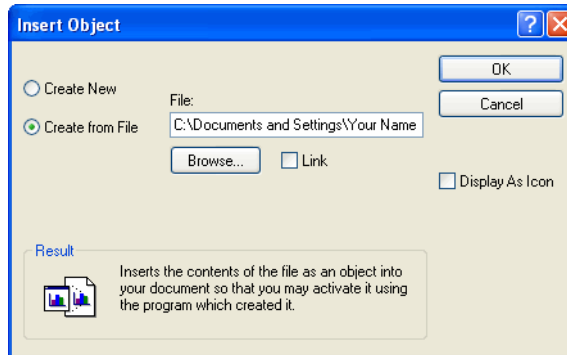 Insert Object
Create New
Create from File
File:
C:\Documents and Settings\Your Name
Browse...
Link
OK
Cancel
Display As Icon
Result
Inserts the contents of the file as an object into
your document so that you may activate it using
the program which created it.